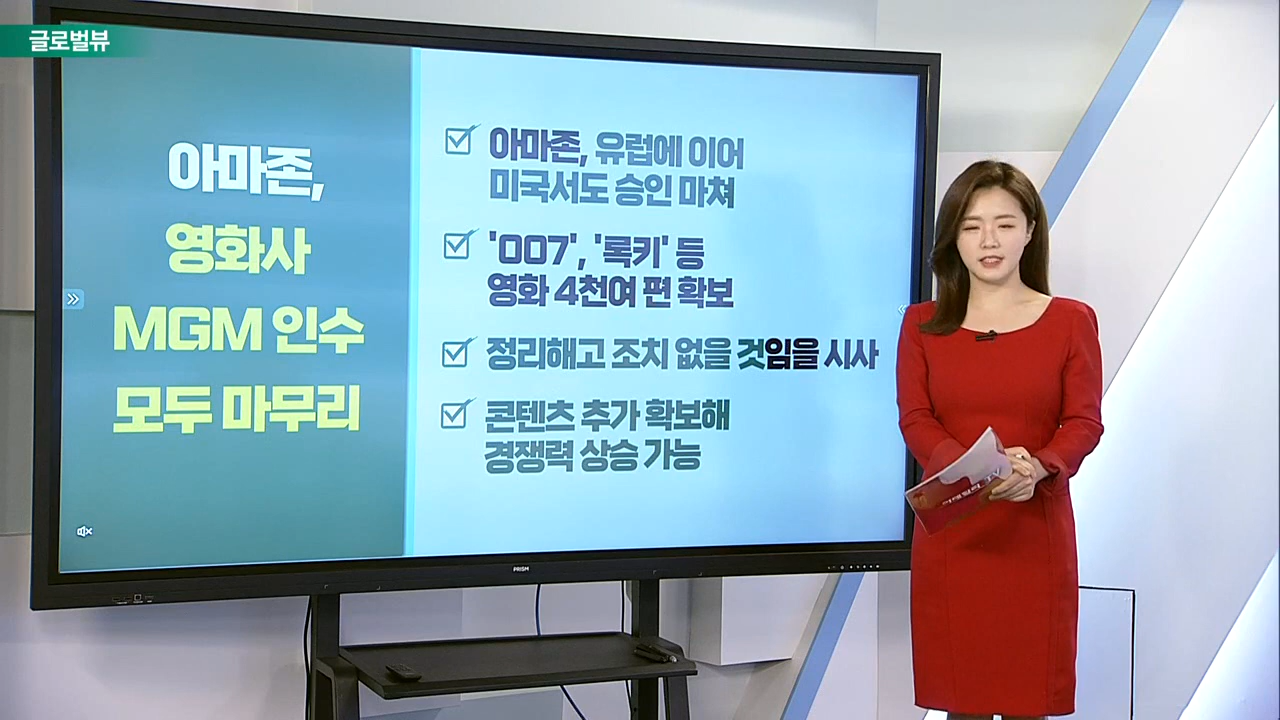 글로벌뷰
아마존,
영화사
MGM 인수
모두 마무리
아마존, 유럽에 이어
미국서도 승인 마쳐
'007', '록키' 등
영화 4천여 편 확보
정리해고 조치 없을 것임을 시사
콘텐츠 추가 확보해
경쟁력 상승 가능
PRISM